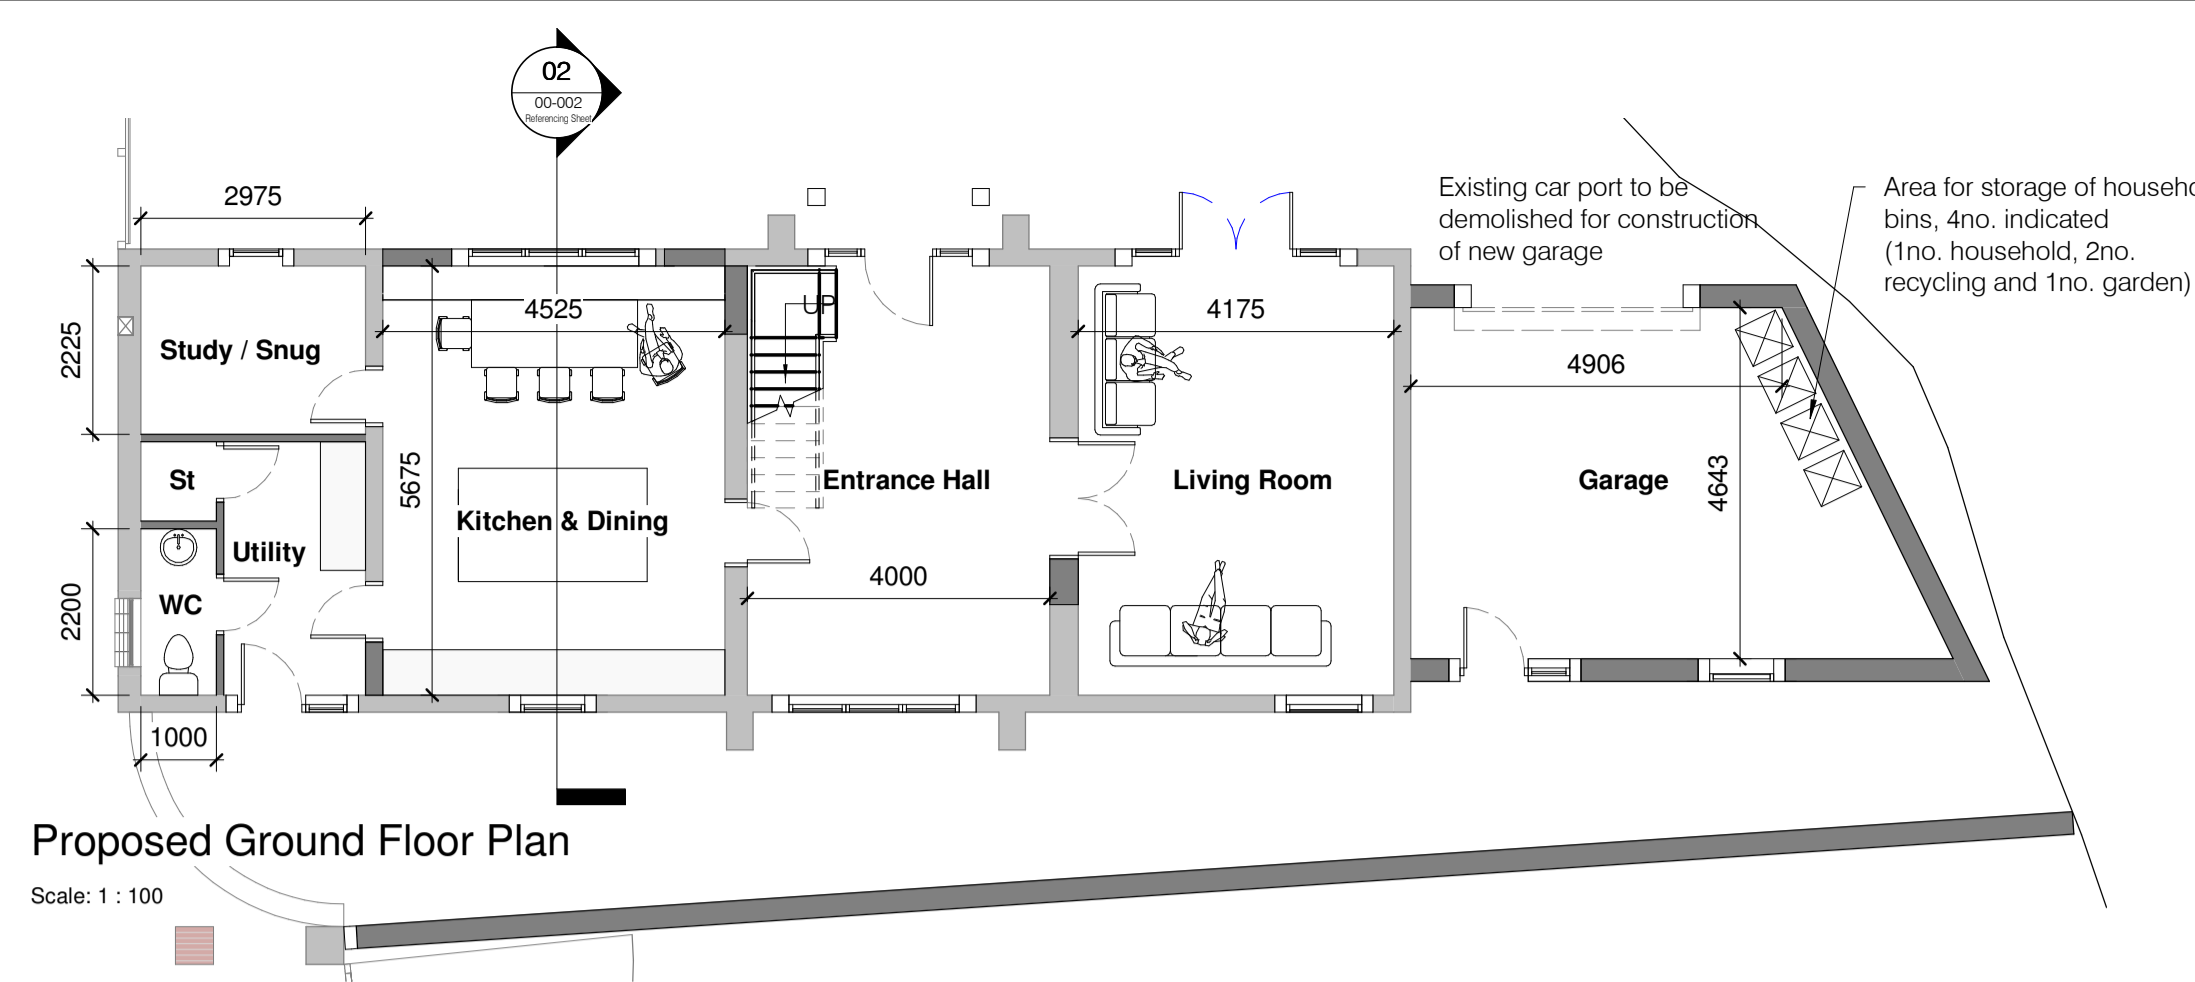 02
00-002
Referencing Sheet
2975
Existing car port to be
demolished for construction
of new garage
Area for storage of househo
bins, 4no. indicated
(1no. household, 2no.
recycling and 1no. garden)
2225
Study / Snug
4525
UP
4175
4906
5675
4643
St
Kitchen & Dining
Entrance Hall
Living Room
Garage
Utility
4000
2200
WC
1000
Proposed Ground Floor Plan
Scale: 1 : 100